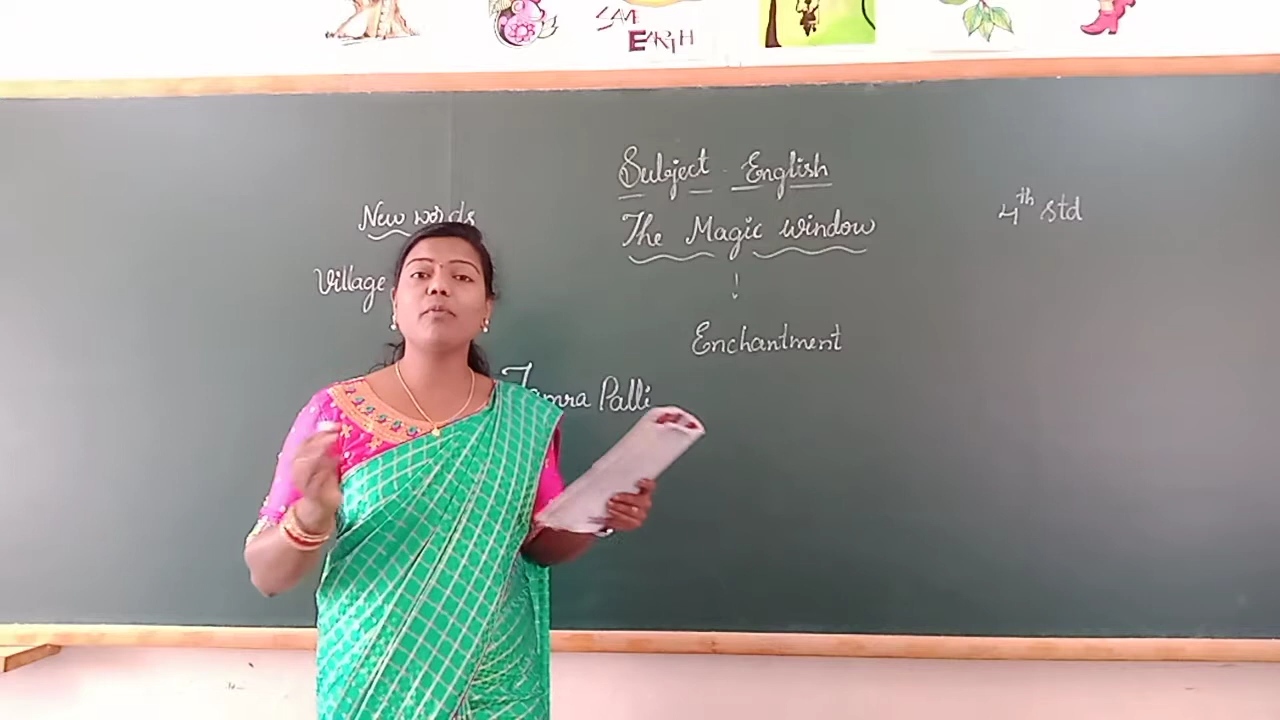 SAVE
EARTH
Subject - English
The Magic window
4th std
New words
Village
Enchantment
Palli